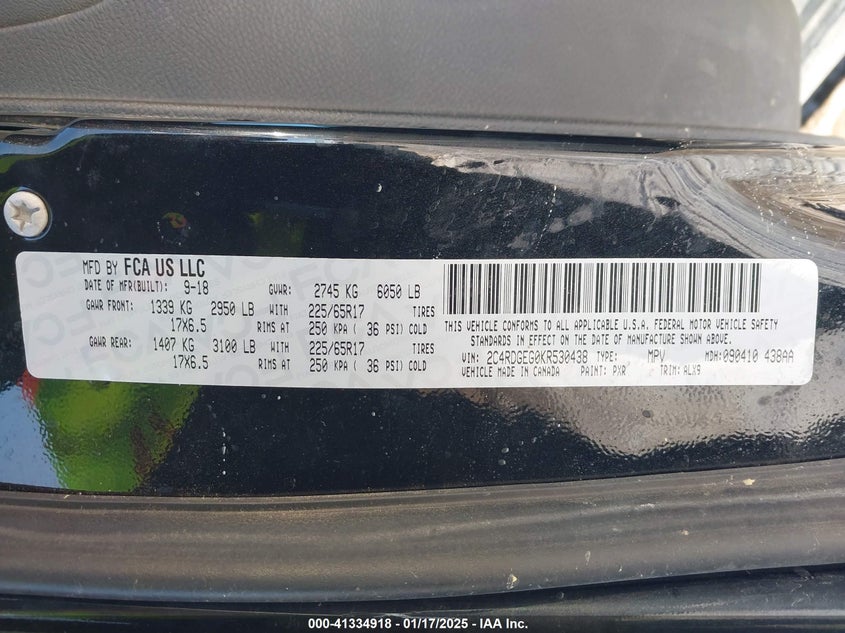 MFD BY FCA US LLC
DATE OF MFR(BUILT): 9-18 GVWR: 2745 KG 6050 LB
GAWR FRONT: 1339 KG 2950 LB WITH 225/65R17 TIRES
17X6.5 RIMS AT 250 KPA ( 36 PSI) COLD
GAWR REAR: 1407 KG 3100 LB WITH 225/65R17 TIRES
17X6.5 RIMS AT 250 KPA ( 36 PSI) COLD
THIS VEHICLE CONFORMS TO ALL APPLICABLE U.S.A. FEDERAL MOTOR VEHICLE SAFETY
STANDARDS IN EFFECT ON THE DATE OF MANUFACTURE SHOWN ABOVE.
VIN: 2C4RDGEG0KR530438 TYPE: MPV MDH: 090410 438AA
VEHICLE MADE IN CANADA PAINT: PXR TRIM: ALX9
000-41334918 - 01/17/2025 - IAA Inc.